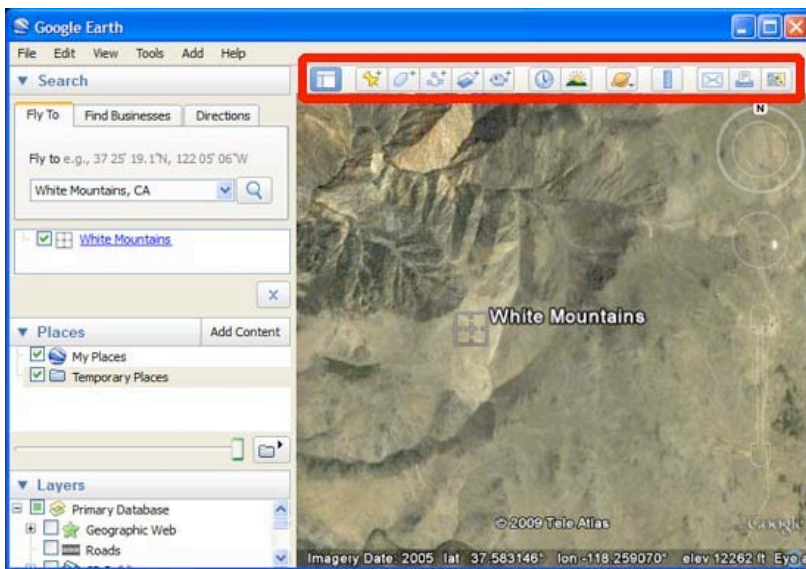 Google Earth
File Edit View Tools Add Help
Search
Fly To Find Businesses Directions
Fly to e.g., 37 25' 19.1"N, 122 05' 06"W
White Mountains, CA
White Mountains
Places Add Content
My Places
Temporary Places
Layers
Primary Database
Geographic Web
Roads
N
White Mountains
© 2009 Tele Atlas
Google
Imagery Date: 2005 lat 37.583146° lon -118.259070° elev 12262 ft Eye a